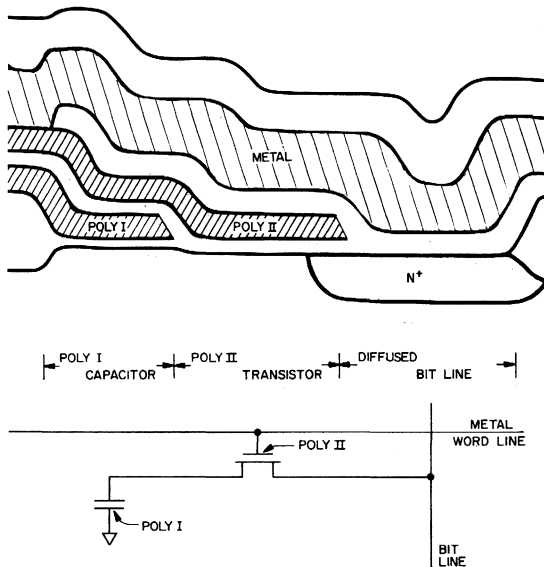 METAL
POLY I
POLY II
N+
POLY I
CAPACITOR
POLY II
TRANSISTOR
DIFFUSED
BIT LINE
METAL
WORD LINE
POLY II
POLY I
BIT
LINE